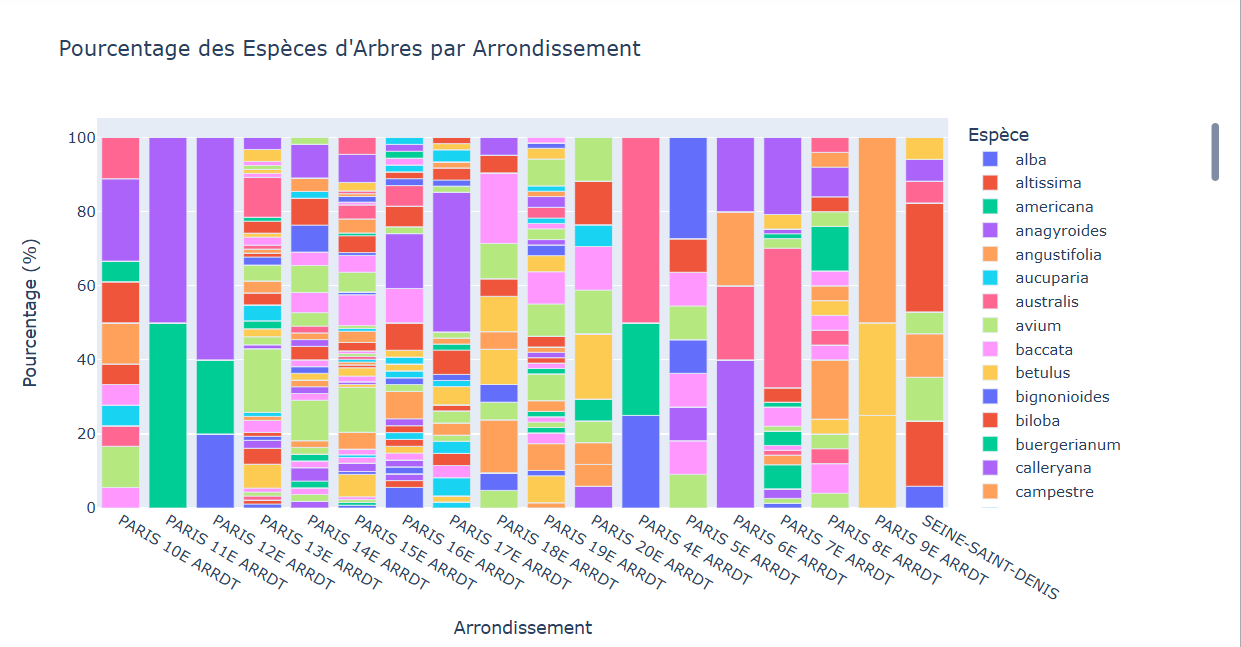 Pourcentage des Espèces d'Arbres par Arrondissement
Espèce
alba
altissima
americana
anagyroides
angustifolia
aucuparia
australis
avium
baccata
betulus
bignonioides
biloba
buergerianum
calleryana
campestre
Pourcentage (%)
100
80
60
40
20
0
PARIS 10E ARRDT
PARIS 11E ARRDT
PARIS 12E ARRDT
PARIS 13E ARRDT
PARIS 14E ARRDT
PARIS 15E ARRDT
PARIS 16E ARRDT
PARIS 17E ARRDT
PARIS 18E ARRDT
PARIS 19E ARRDT
PARIS 20E ARRDT
PARIS 4E ARRDT
PARIS 5E ARRDT
PARIS 6E ARRDT
PARIS 7E ARRDT
PARIS 8E ARRDT
PARIS 9E ARRDT
SEINE-SAINT-DENIS
Arrondissement